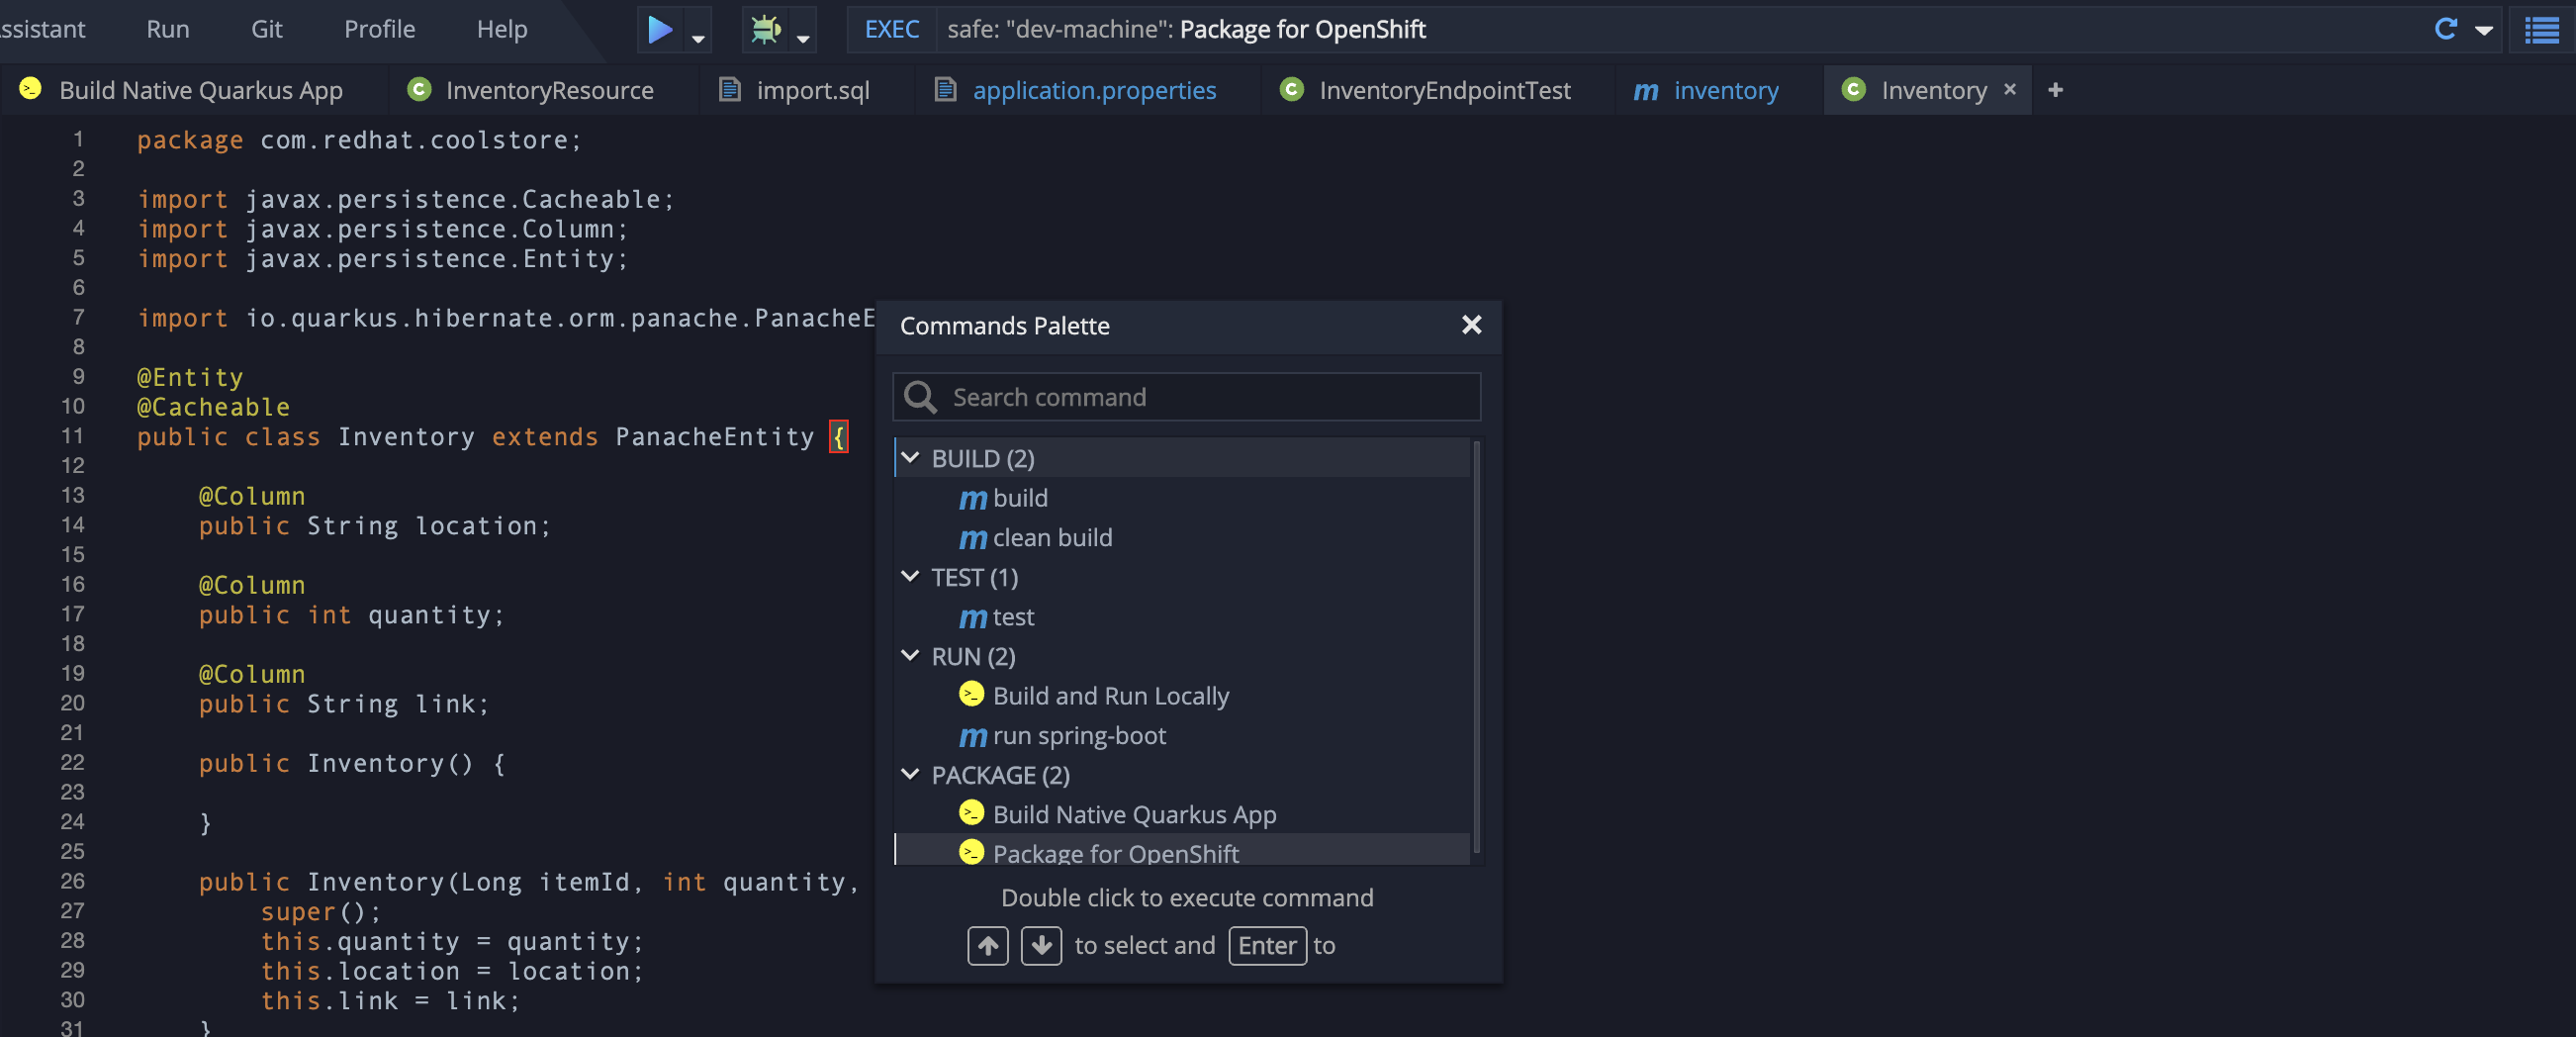 ssistant Run Git Profile Help EXEC safe: "dev-machine": Package for OpenShift
>_ Build Native Quarkus App C InventoryResource import.sql application.properties C InventoryEndpointTest m inventory C Inventory × +
1 package com.redhat.coolstore;
2
3 import javax.persistence.Cacheable;
4 import javax.persistence.Column;
5 import javax.persistence.Entity;
6
7 import io.quarkus.hibernate.orm.panache.PanacheE
8
9 @Entity
10 @Cacheable
11 public class Inventory extends PanacheEntity {
12
13 @Column
14 public String location;
15
16 @Column
17 public int quantity;
18
19 @Column
20 public String link;
21
22 public Inventory() {
23
24 }
25
26 public Inventory(Long itemId, int quantity,
27 super();
28 this.quantity = quantity;
29 this.location = location;
30 this.link = link;
31 }
Commands Palette ×
Search command
BUILD (2)
m build
m clean build
TEST (1)
m test
RUN (2)
>_ Build and Run Locally
m run spring-boot
PACKAGE (2)
>_ Build Native Quarkus App
>_ Package for OpenShift
Double click to execute command
↑ ↓ to select and Enter to